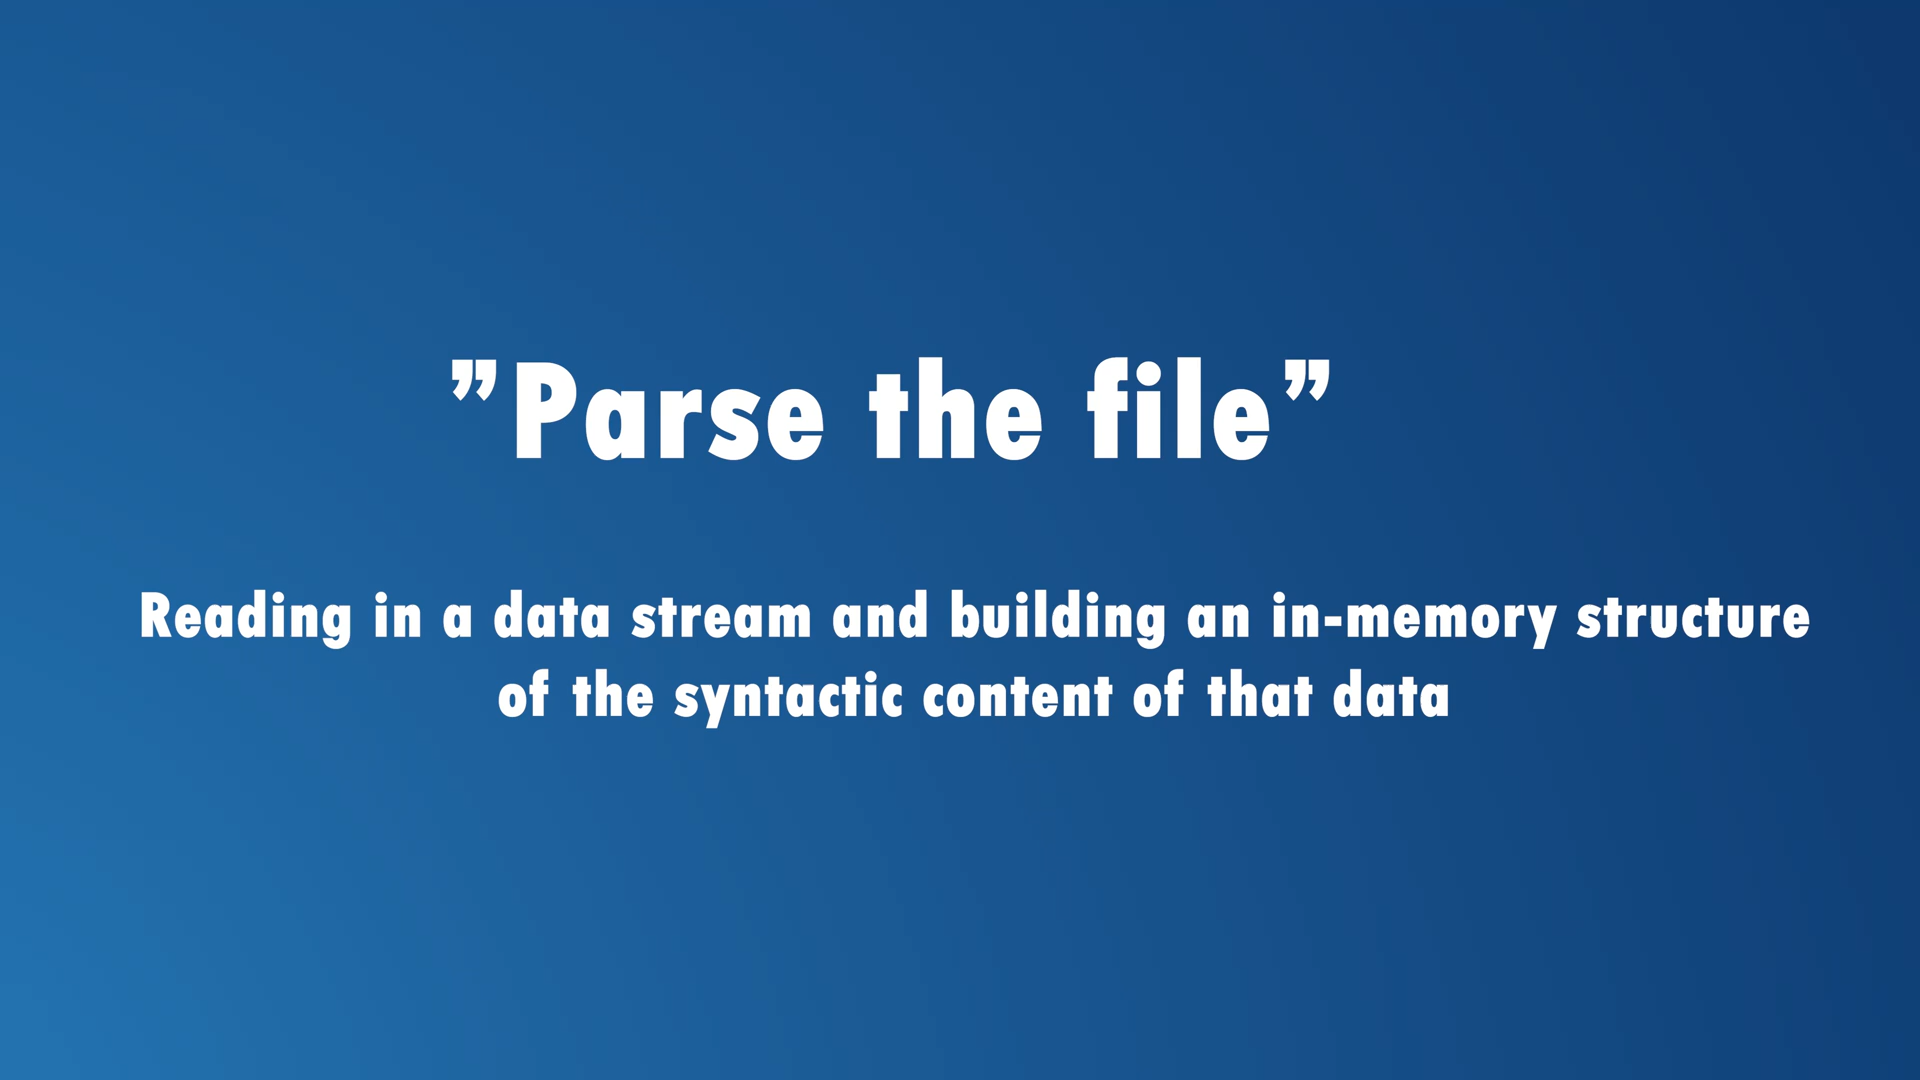 ”Parse the file”
Reading in a data stream and building an in-memory structure
of the syntactic content of that data